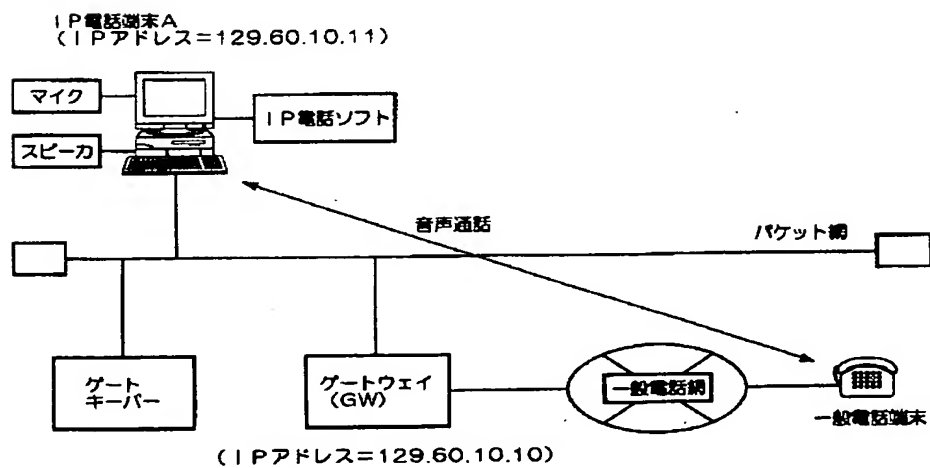 IP電話端末A
(IPアドレス=129.60.10.11)
マイク
IP電話ソフト
スピーカ
音声通話
パケット網
ゲート
キーパー
ゲートウェイ
(GW)
一般電話網
一般電話端末
(IPアドレス=129.60.10.10)